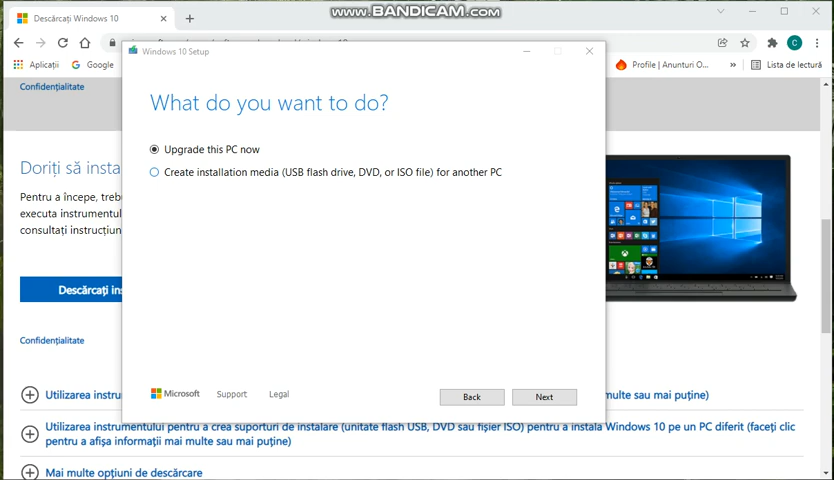 www.BANDICAM.com
Descărcați Windows 10
Aplicații
Google
Profile | Anunturi O...
»
Lista de lectură
C
Windows 10 Setup
What do you want to do?
Upgrade this PC now
Create installation media (USB flash drive, DVD, or ISO file) for another PC
Microsoft
Support
Legal
Back
Next
Confidențialitate
Doriți să insta
Pentru a începe, treb
executa instrumentul
consultați instrucțiun
Descărcați ins
Confidențialitate
Utilizarea instru
multe sau mai puține)
Utilizarea instrumentului pentru a crea suporturi de instalare (unitate flash USB, DVD sau fișier ISO) pentru a instala Windows 10 pe un PC diferit (faceți clic
pentru a afișa informații mai multe sau mai puține)
Mai multe opțiuni de descărcare